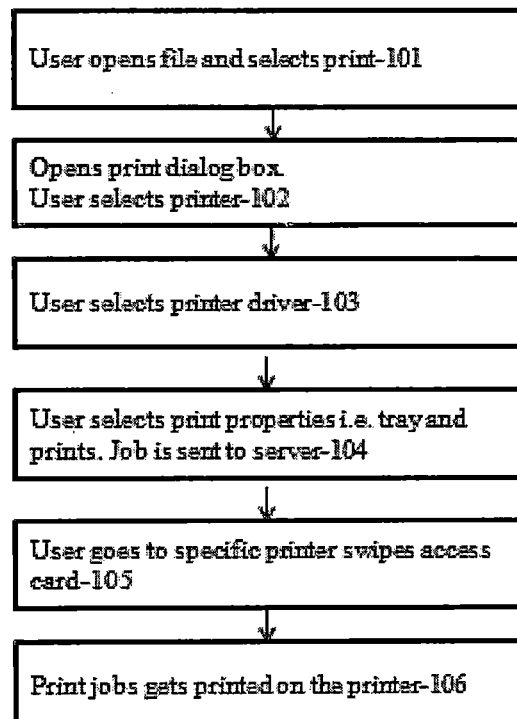 User opens file and selects print-101
Opens print dialog box.
User selects printer-102
User selects printer driver-103
User selects print properties i.e. tray and
prints. Job is sent to server-104
User goes to specific printer swipes access
card-105
Print jobs gets printed on the printer-106